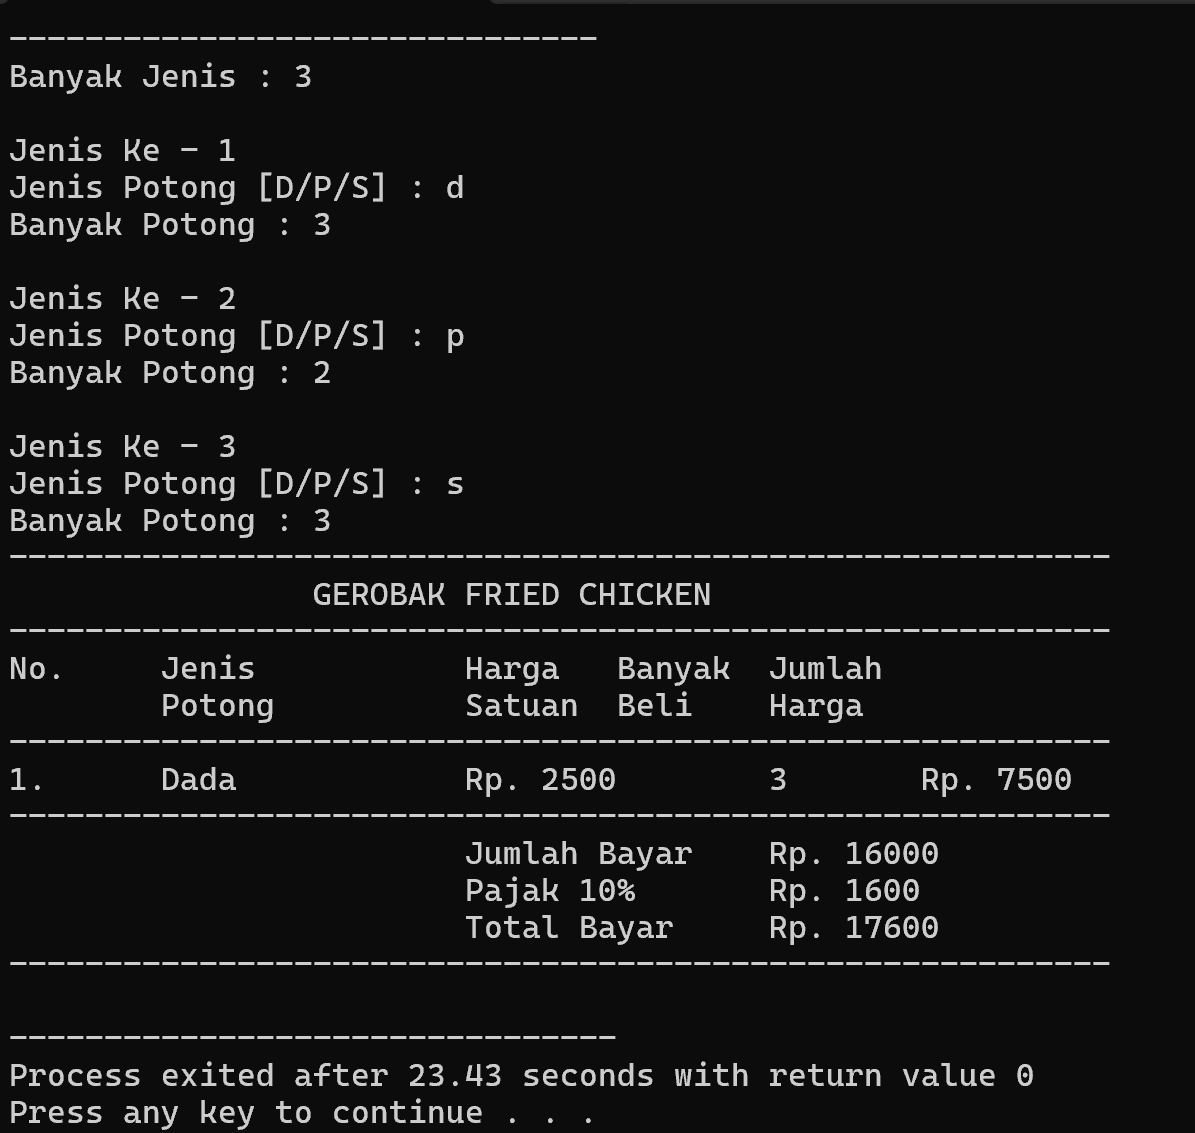 -------------------------------
Banyak Jenis : 3
Jenis Ke - 1
Jenis Potong [D/P/S] : d
Banyak Potong : 3
Jenis Ke - 2
Jenis Potong [D/P/S] : p
Banyak Potong : 2
Jenis Ke - 3
Jenis Potong [D/P/S] : s
Banyak Potong : 3
----------------------------------------------------------
GEROBAK FRIED CHICKEN
----------------------------------------------------------
No. Jenis Harga Banyak Jumlah
Potong Satuan Beli Harga
----------------------------------------------------------
1. Dada Rp. 2500 3 Rp. 7500
----------------------------------------------------------
Jumlah Bayar Rp. 16000
Pajak 10% Rp. 1600
Total Bayar Rp. 17600
----------------------------------------------------------
--------------------------------
Process exited after 23.43 seconds with return value 0
Press any key to continue . . .